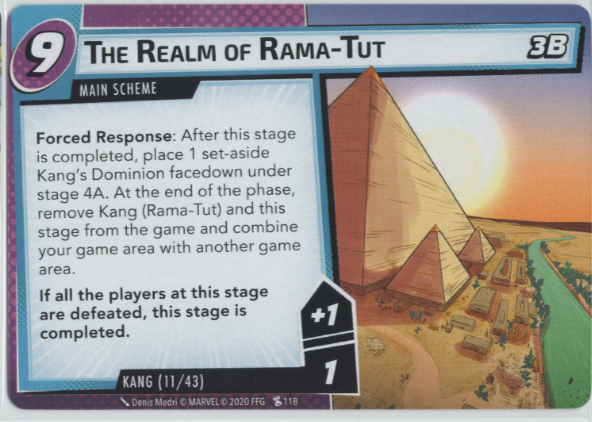 9
THE REALM OF RAMA-TUT
3B
MAIN SCHEME
Forced Response: After this stage
is completed, place 1 set-aside
Kang's Dominion facedown under
stage 4A. At the end of the phase,
remove Kang (Rama-Tut) and this
stage from the game and combine
your game area with another game
area.
If all the players at this stage
are defeated, this stage is
completed.
+1
1
KANG (11/43)
Denis Medri © MARVEL © 2020 FFG 11B